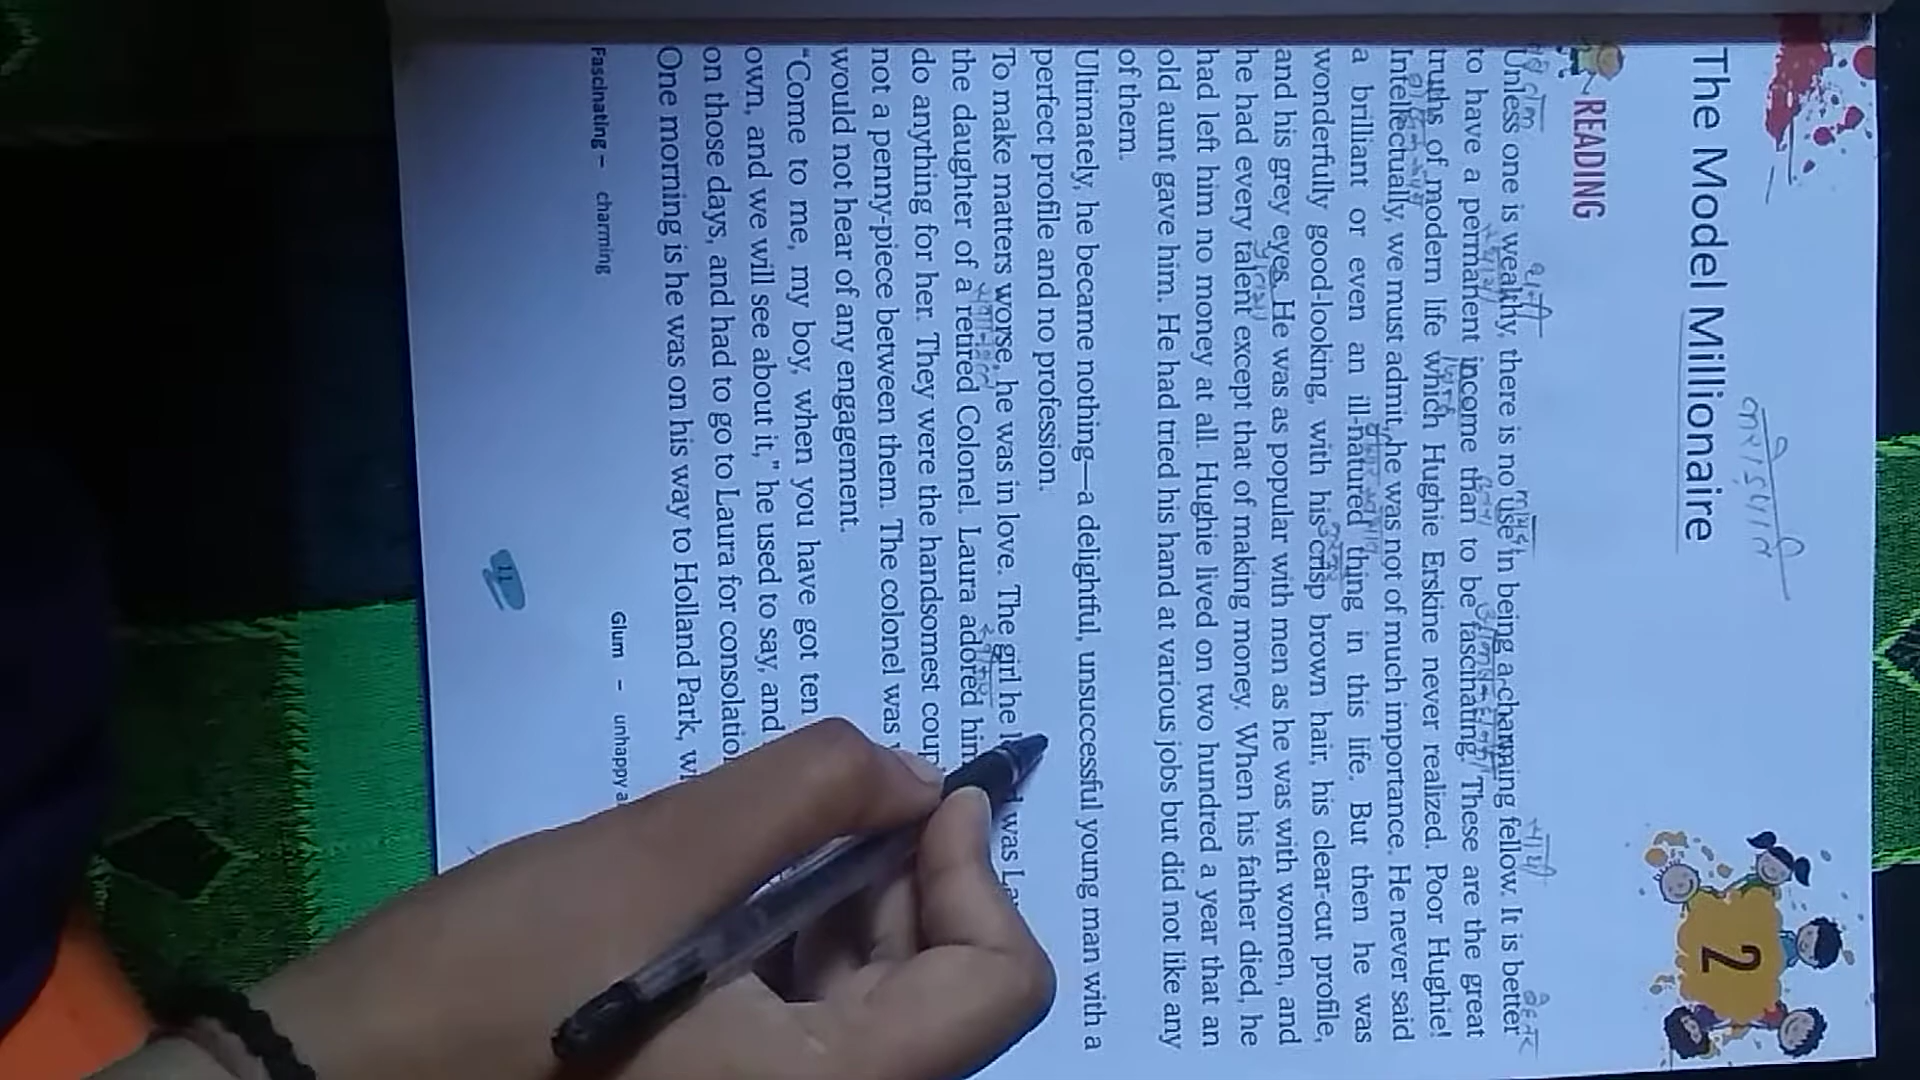 करोड़पति
The Model Millionaire
2
READING
धनी
साथी
बेहतर
Unless one is wealthy, there is no use in being a charming fellow. It is better
to have a permanent income than to be fascinating. These are the great
truths of modern life which Hughie Erskine never realized. Poor Hughie!
Intellectually, we must admit, he was not of much importance. He never said
a brilliant or even an ill-natured thing in this life. But then he was
wonderfully good-looking, with his crisp brown hair, his clear-cut profile,
and his grey eyes. He was as popular with men as he was with women, and
he had every talent except that of making money. When his father died, he
had left him no money at all. Hughie lived on two hundred a year that an
old aunt gave him. He had tried his hand at various jobs but did not like any
of them.
Ultimately, he became nothing—a delightful, unsuccessful young man with a
perfect profile and no profession.
To make matters worse, he was in love. The girl he was
the daughter of a retired Colonel. Laura adored
do anything for her. They were the handsomest
not a penny-piece between them. The colonel was
would not hear of any engagement.
“Come to me, my boy, when you have got ten
own, and we will see about it,” he used to say, and
on those days, and had to go to Laura for
One morning is he was on his way to Holland Park,
Fascinating – charming
Glum – unhappy
11